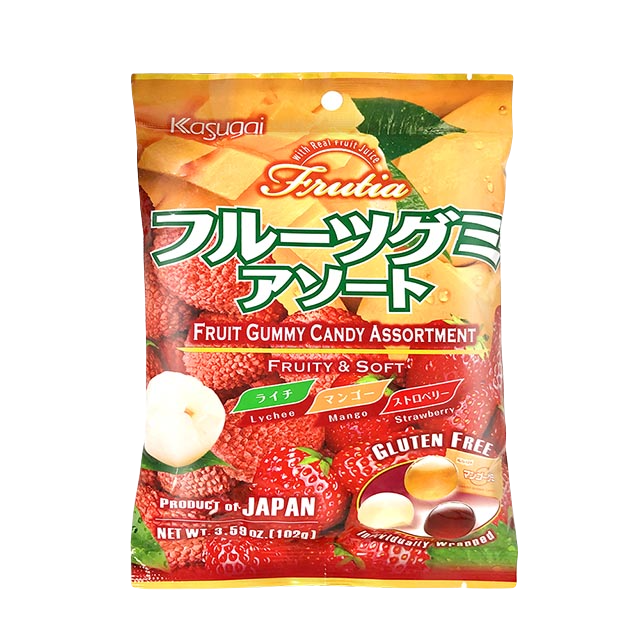 Kasugai
With Real Fruit Juice
Frutia
フルーツグミ
アソート
FRUIT GUMMY CANDY ASSORTMENT
FRUITY & SOFT
ライチ
Lychee
マンゴー
Mango
ストロベリー
Strawberry
GLUTEN FREE
Individually Wrapped
PRODUCT of JAPAN
NET WT. 3.59oz.(102g)